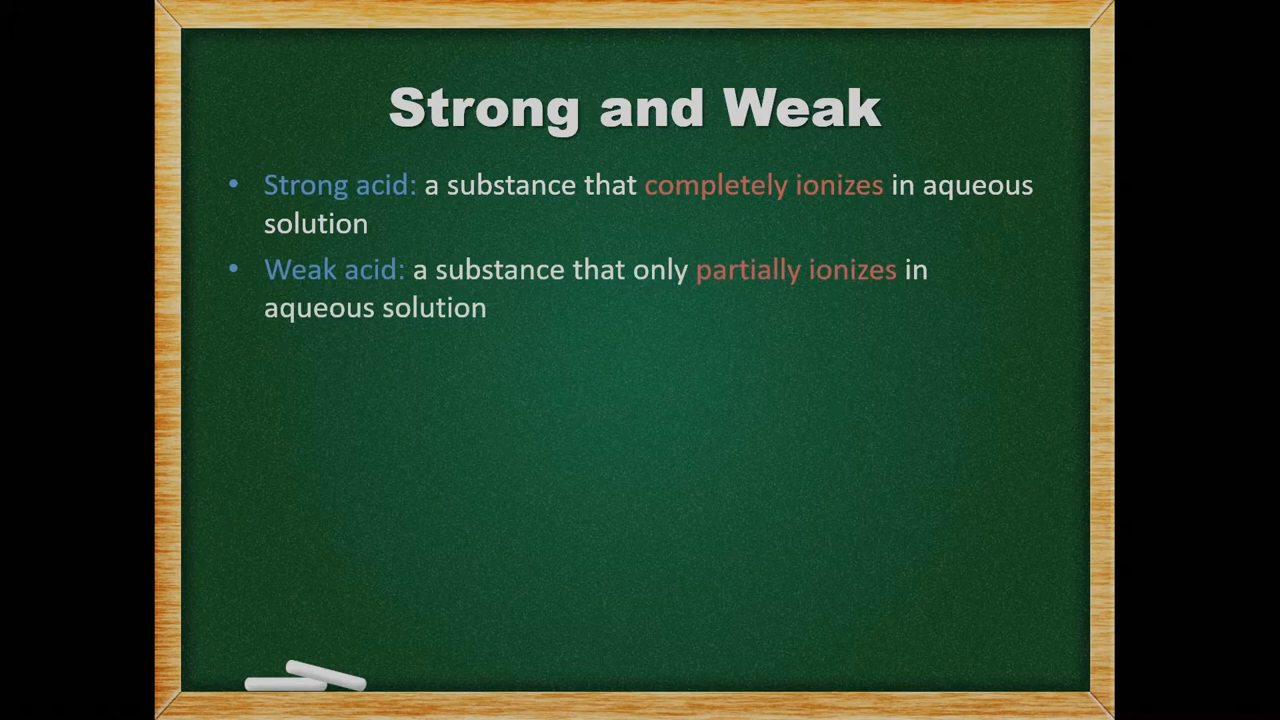 Strong and Weak
• Strong acid: a substance that completely ionizes in aqueous
solution
• Weak acid: a substance that only partially ionizes in
aqueous solution